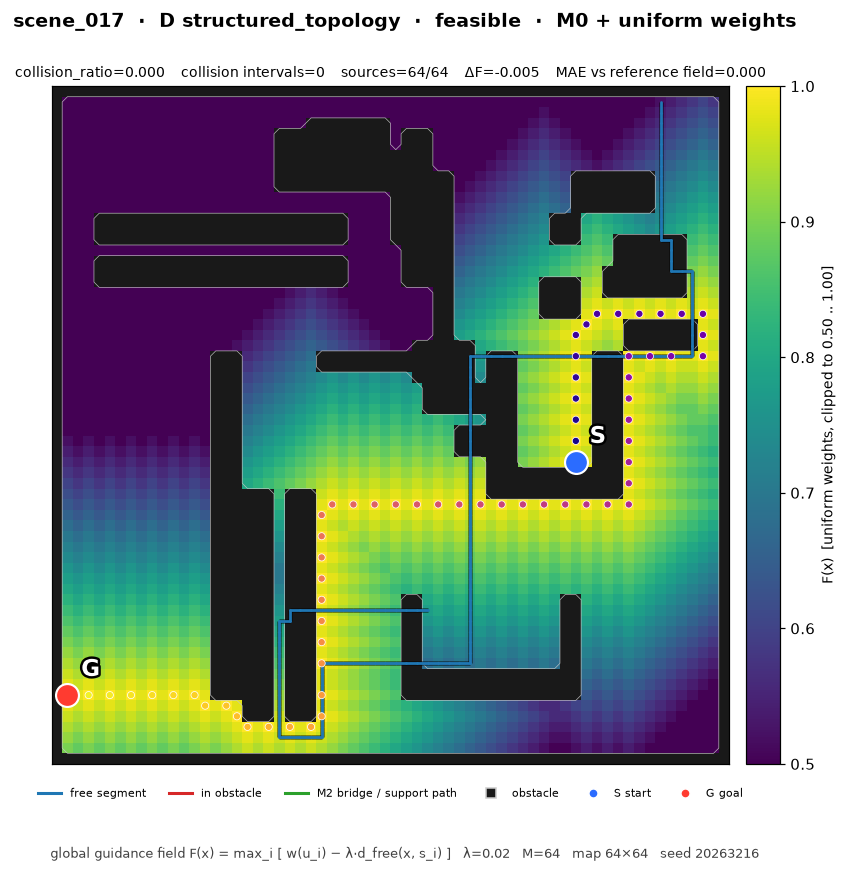 scene_017 · D structured_topology · feasible · M0 + uniform weights
collision_ratio=0.000 collision intervals=0 sources=64/64 ΔF=-0.005 MAE vs reference field=0.000
1.0
0.9
0.8
0.7
0.6
0.5
F(x) [uniform weights, clipped to 0.50 .. 1.00]
S
G
free segment in obstacle M2 bridge / support path obstacle S start G goal
global guidance field F(x) = max_i [ w(u_i) − λ·d_free(x, s_i) ] λ=0.02 M=64 map 64×64 seed 20263216